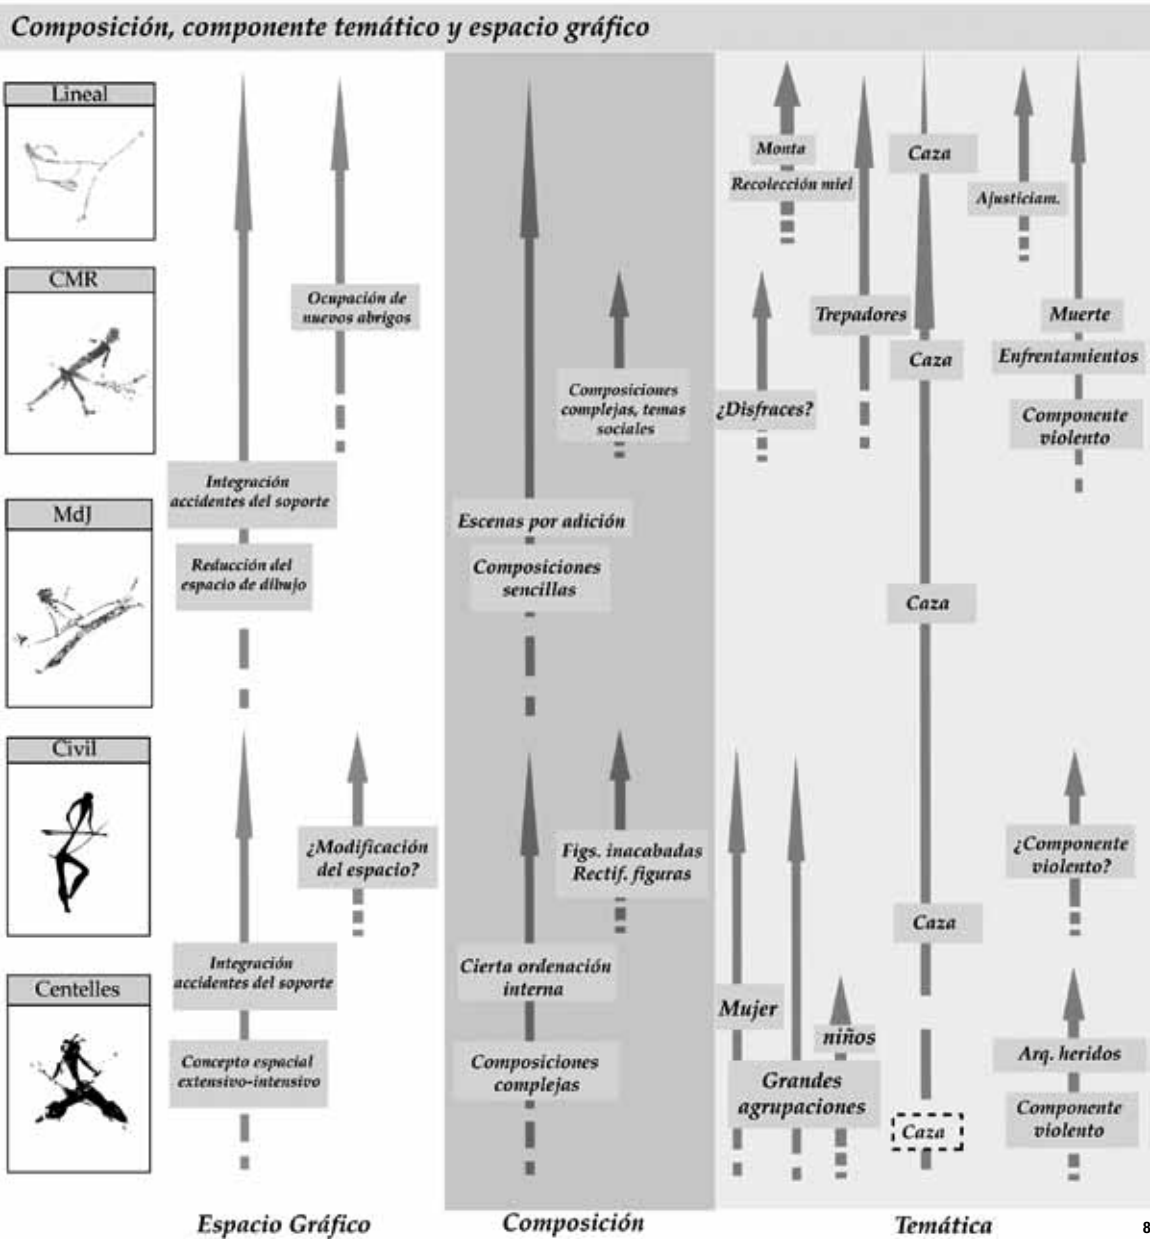 Composición, componente temático y espacio gráfico
Lineal
CMR
MdJ
Civil
Centelles
Ocupación de
nuevos abrigos
Integración
accidentes del soporte
Reducción del
espacio de dibujo
¿Modificación
del espacio?
Integración
accidentes del soporte
Concepto espacial
extensivo-intensivo
Espacio Gráfico
Composiciones
complejas, temas
sociales
Escenas por adición
Composiciones
sencillas
Figs. inacabadas
Rectif. figuras
Cierta ordenación
interna
Composiciones
complejas
Composición
Monta
Recolección miel
Caza
Ajusticiam.
Trepadores
Muerte
Caza
Enfrentamientos
¿Disfraces?
Componente
violento
Caza
¿Componente
violento?
Caza
Mujer
niños
Arq. heridos
Grandes
agrupaciones
Componente
violento
Caza
Temática
8